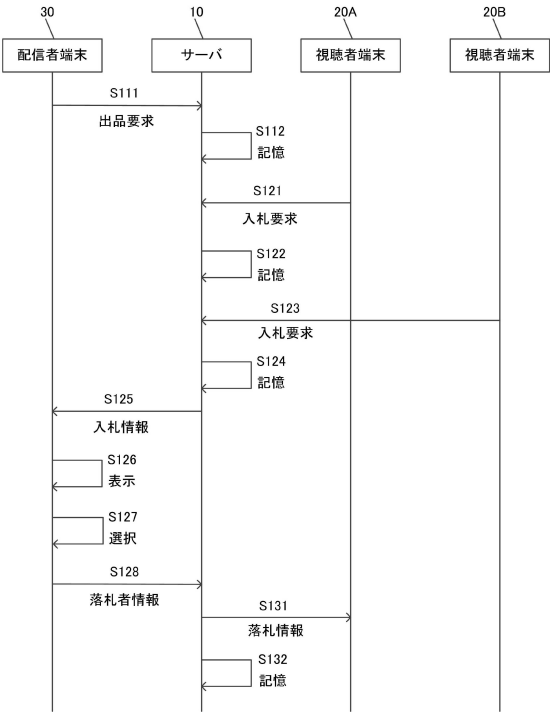 30
10
20A
20B
配信者端末
サーバ
視聴者端末
視聴者端末
S111
出品要求
S112
記憶
S121
入札要求
S122
記憶
S123
入札要求
S124
記憶
S125
入札情報
S126
表示
S127
選択
S128
落札者情報
S131
落札情報
S132
記憶